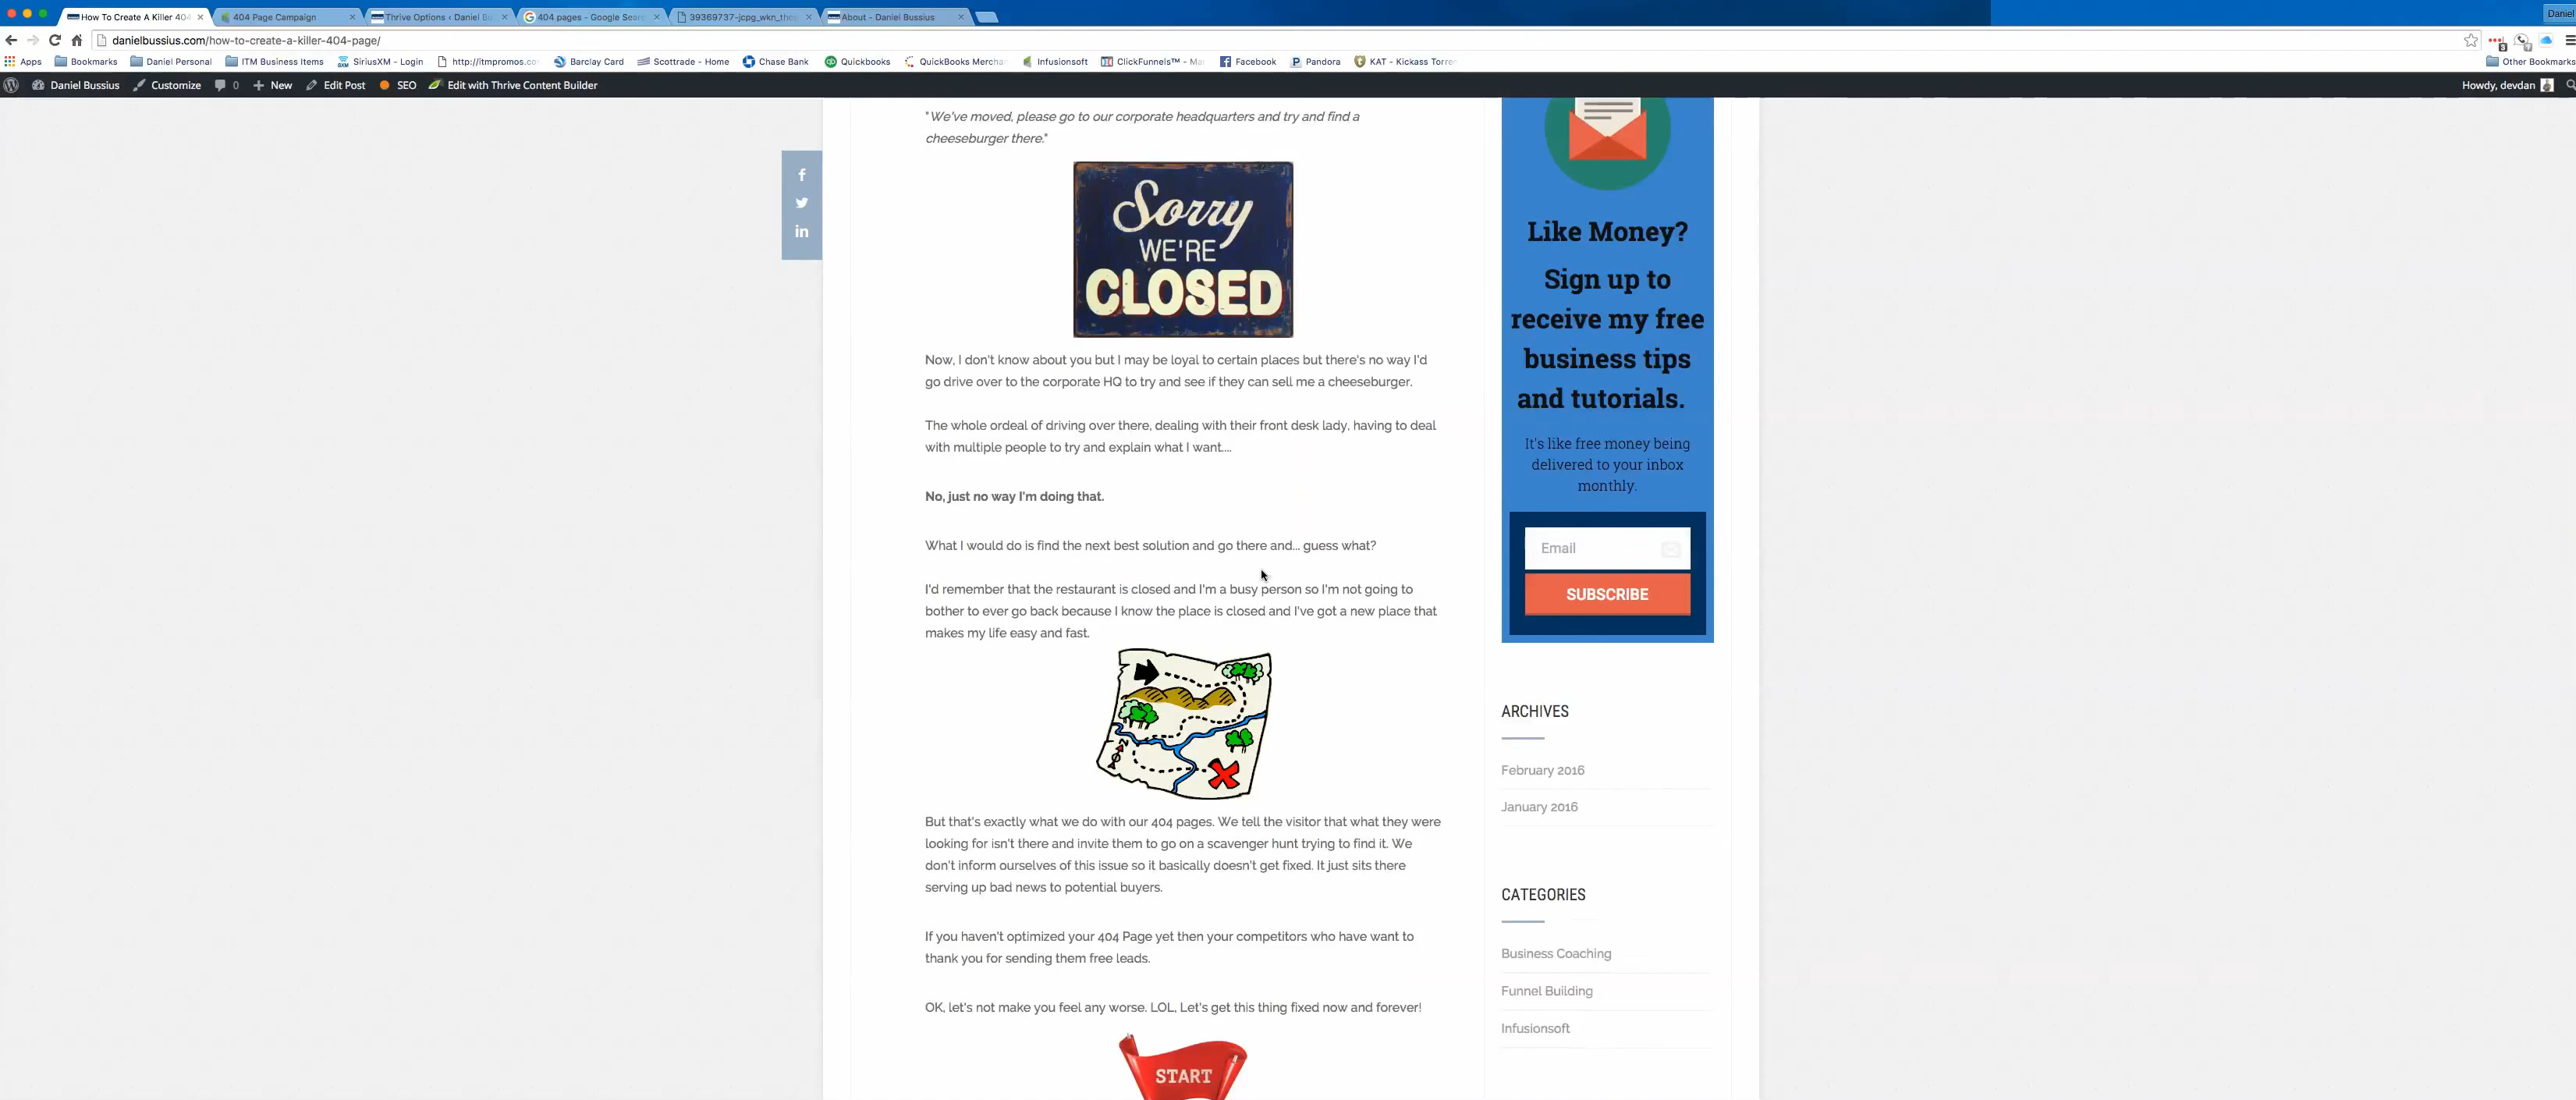 How To Create A Killer 404
404 Page Campaign
Thrive Options ‹ Daniel Bu
404 pages - Google Sear
39369737-jcpg_wkn_thos
About - Daniel Bussius
Daniel
danielbussius.com/how-to-create-a-killer-404-page/
Apps
Bookmarks
Daniel Personal
ITM Business Items
SiriusXM - Login
http://itmpromos.co
Barclay Card
Scottrade - Home
Chase Bank
Quickbooks
QuickBooks Mercha
Infusionsoft
ClickFunnels™ - Ma
Facebook
Pandora
KAT - Kickass Torre
Other Bookmarks
Daniel Bussius
Customize
0
New
Edit Post
SEO
Edit with Thrive Content Builder
Howdy, devdan
"We've moved, please go to our corporate headquarters and try and find a
cheeseburger there."
Sorry
WE'RE
CLOSED
Now, I don't know about you but I may be loyal to certain places but there's no way I'd
go drive over to the corporate HQ to try and see if they can sell me a cheeseburger.
The whole ordeal of driving over there, dealing with their front desk lady, having to deal
with multiple people to try and explain what I want....
No, just no way I'm doing that.
What I would do is find the next best solution and go there and... guess what?
I'd remember that the restaurant is closed and I'm a busy person so I'm not going to
bother to ever go back because I know the place is closed and I've got a new place that
makes my life easy and fast.
But that's exactly what we do with our 404 pages. We tell the visitor that what they were
looking for isn't there and invite them to go on a scavenger hunt trying to find it. We
don't inform ourselves of this issue so it basically doesn't get fixed. It just sits there
serving up bad news to potential buyers.
If you haven't optimized your 404 Page yet then your competitors who have want to
thank you for sending them free leads.
OK, let's not make you feel any worse. LOL, Let's get this thing fixed now and forever!
START
Like Money?
Sign up to
receive my free
business tips
and tutorials.
It's like free money being
delivered to your inbox
monthly.
Email
SUBSCRIBE
ARCHIVES
February 2016
January 2016
CATEGORIES
Business Coaching
Funnel Building
Infusionsoft